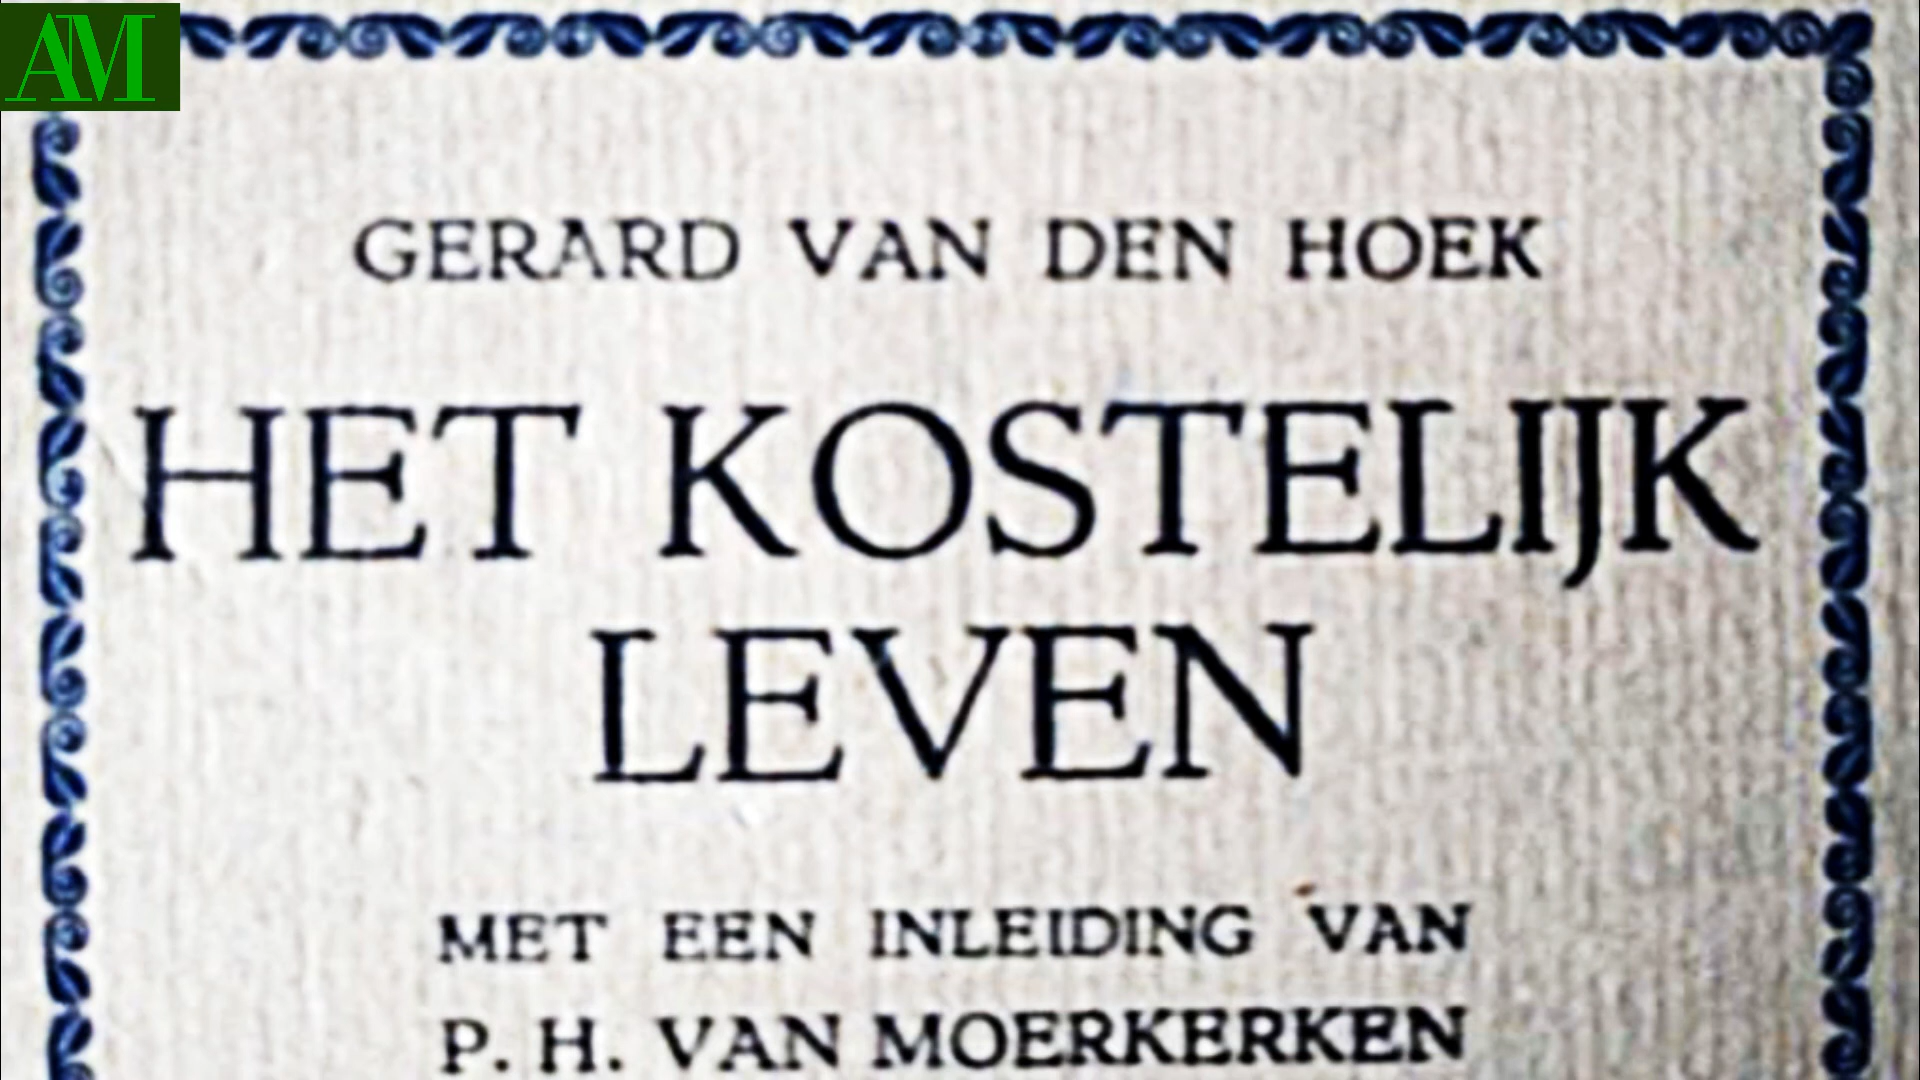 AM
GERARD VAN DEN HOEK
HET KOSTELIJK
LEVEN
MET EEN INLEIDING VAN
P. H. VAN MOERKERKEN